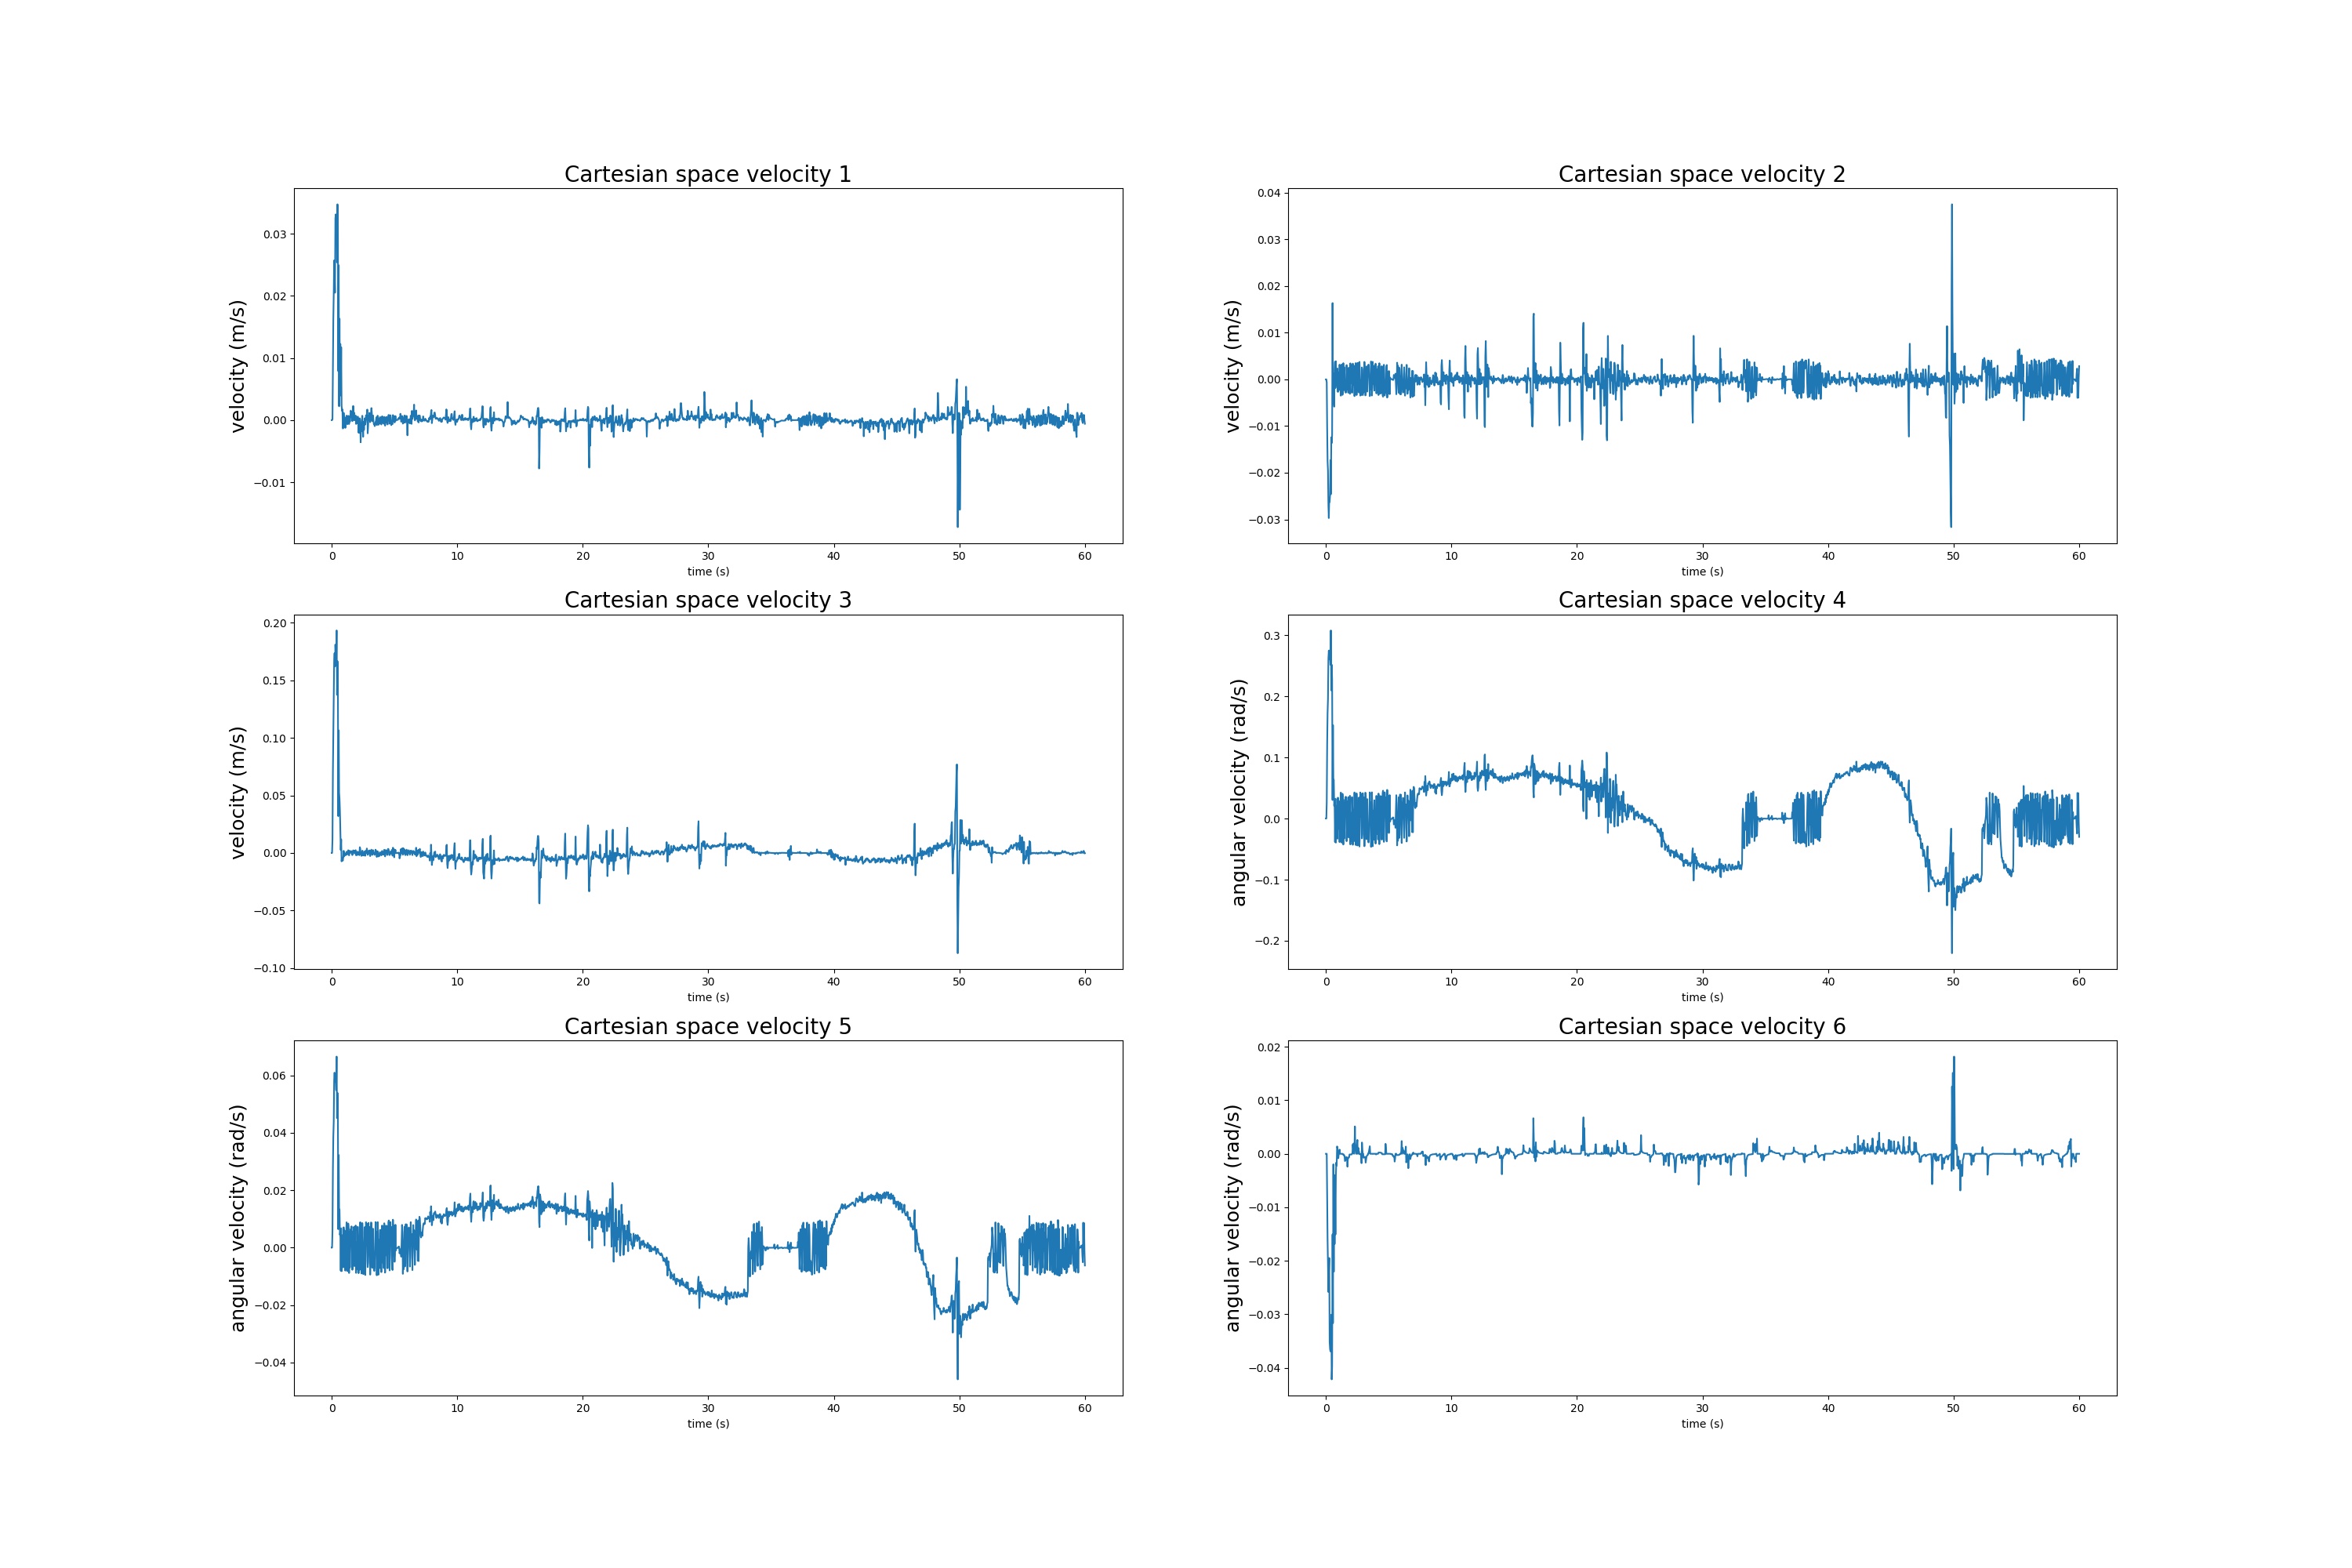 Cartesian space velocity 1
velocity (m/s)
0.03
0.02
0.01
0.00
−0.01
0 10 20 30 40 50 60
time (s)
Cartesian space velocity 2
velocity (m/s)
0.04
0.03
0.02
0.01
0.00
−0.01
−0.02
−0.03
0 10 20 30 40 50 60
time (s)
Cartesian space velocity 3
velocity (m/s)
0.20
0.15
0.10
0.05
0.00
−0.05
−0.10
0 10 20 30 40 50 60
time (s)
Cartesian space velocity 4
angular velocity (rad/s)
0.3
0.2
0.1
0.0
−0.1
−0.2
0 10 20 30 40 50 60
time (s)
Cartesian space velocity 5
angular velocity (rad/s)
0.06
0.04
0.02
0.00
−0.02
−0.04
0 10 20 30 40 50 60
time (s)
Cartesian space velocity 6
angular velocity (rad/s)
0.02
0.01
0.00
−0.01
−0.02
−0.03
−0.04
0 10 20 30 40 50 60
time (s)